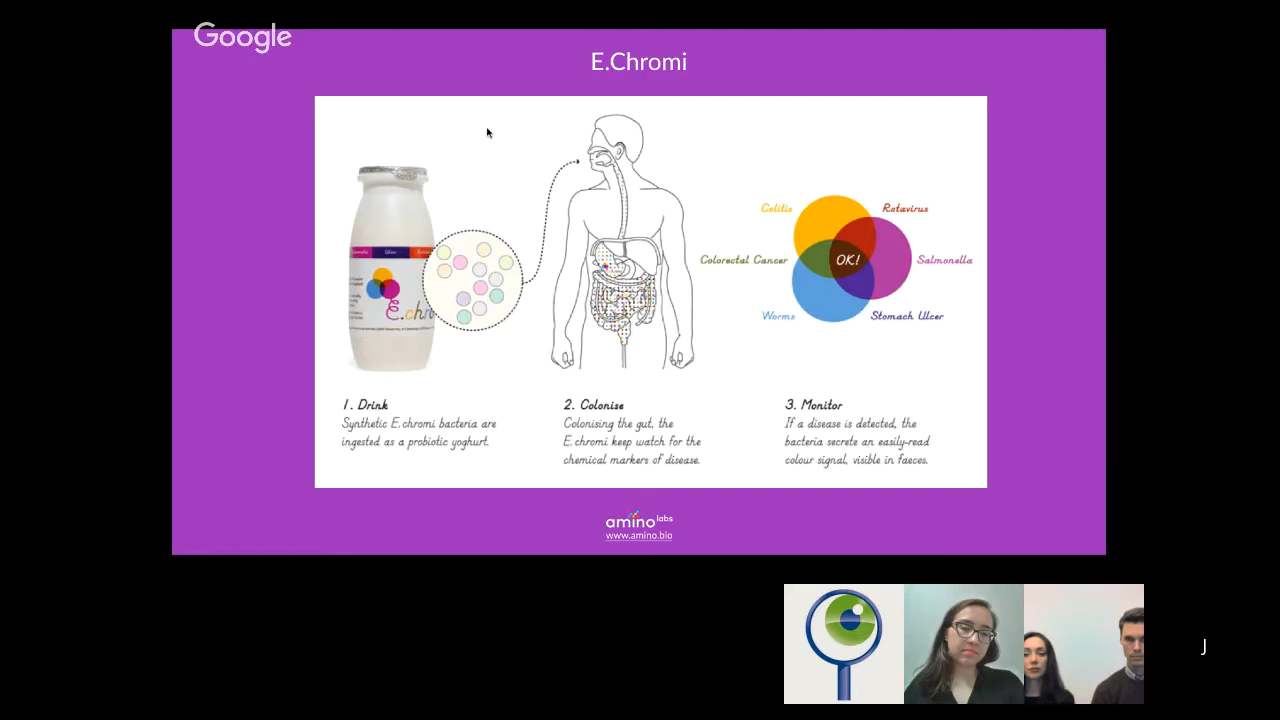 Google
E.Chromi
Colitis
Rotavirus
Colorectal Cancer
OK!
Salmonella
Worms
Stomach Ulcer
1. Drink
Synthetic E.chromi bacteria are
ingested as a probiotic yoghurt.
2. Colonise
Colonising the gut, the
E.chromi keep watch for the
chemical markers of disease.
3. Monitor
If a disease is detected, the
bacteria secrete an easily-read
colour signal, visible in faeces.
amino labs
www.amino.bio
J